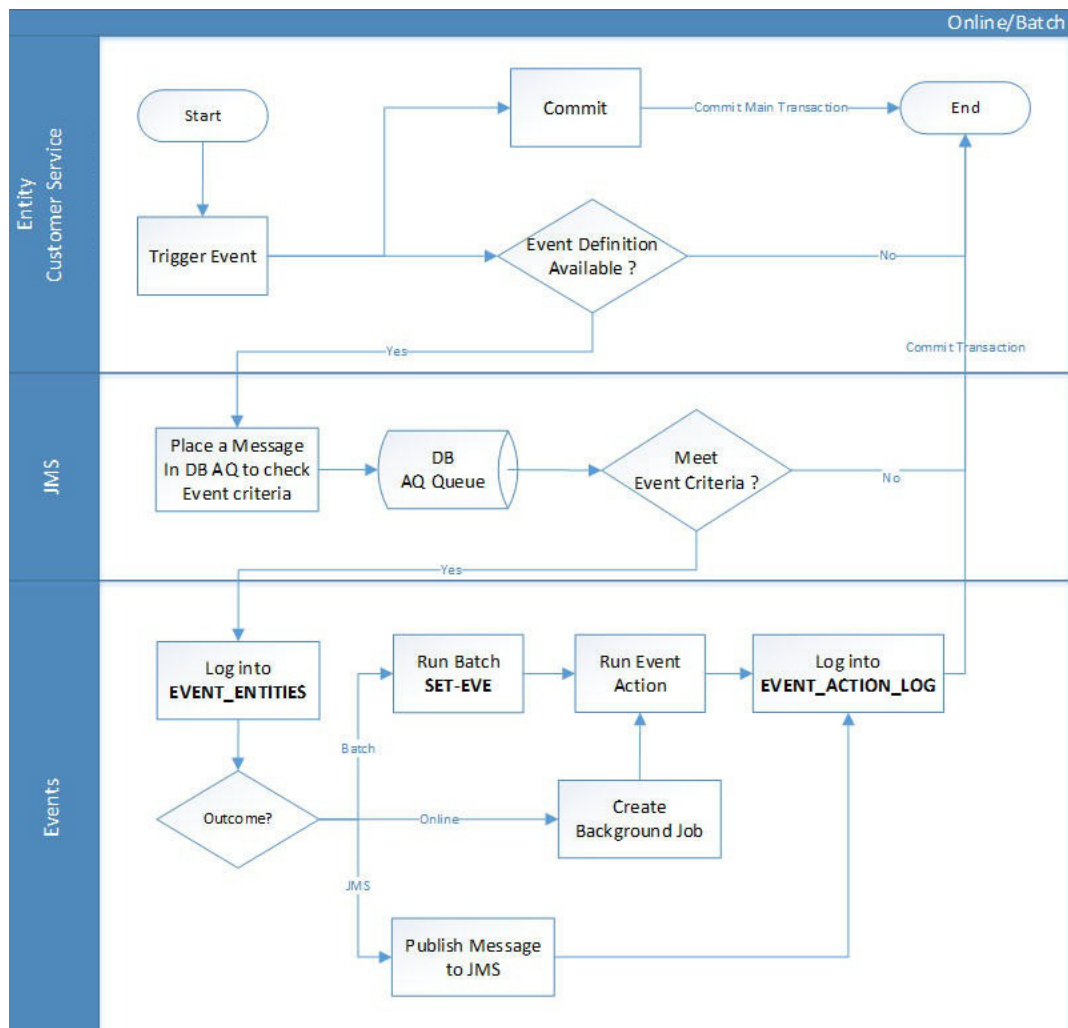 Online/Batch
Entity
Customer Service
Start
Commit
Commit Main Transaction
End
Trigger Event
Event Definition
Available ?
No
Yes
Commit Transaction
JMS
Place a Message
In DB AQ to check
Event criteria
DB
AQ Queue
Meet
Event Criteria ?
No
Yes
Events
Log into
EVENT_ENTITIES
Run Batch
SET-EVE
Run Event
Action
Log into
EVENT_ACTION_LOG
Batch
Outcome?
Online
Create
Background Job
JMS
Publish Message
to JMS